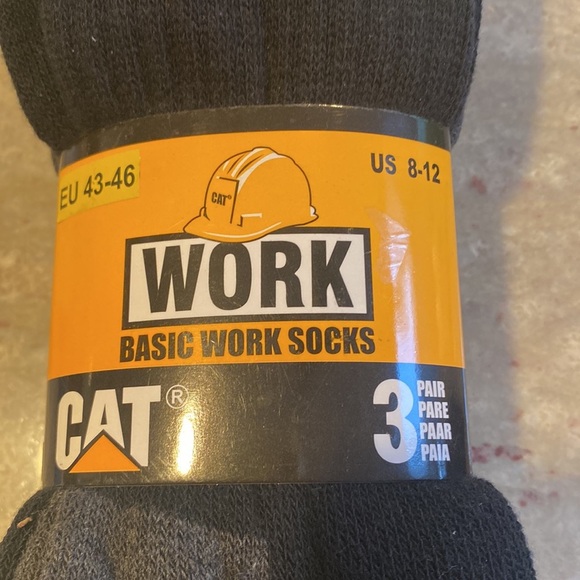 EU 43-46
US 8-12
CAT®
WORK
BASIC WORK SOCKS
CAT®
3
PAIR
PARE
PAAR
PAIA